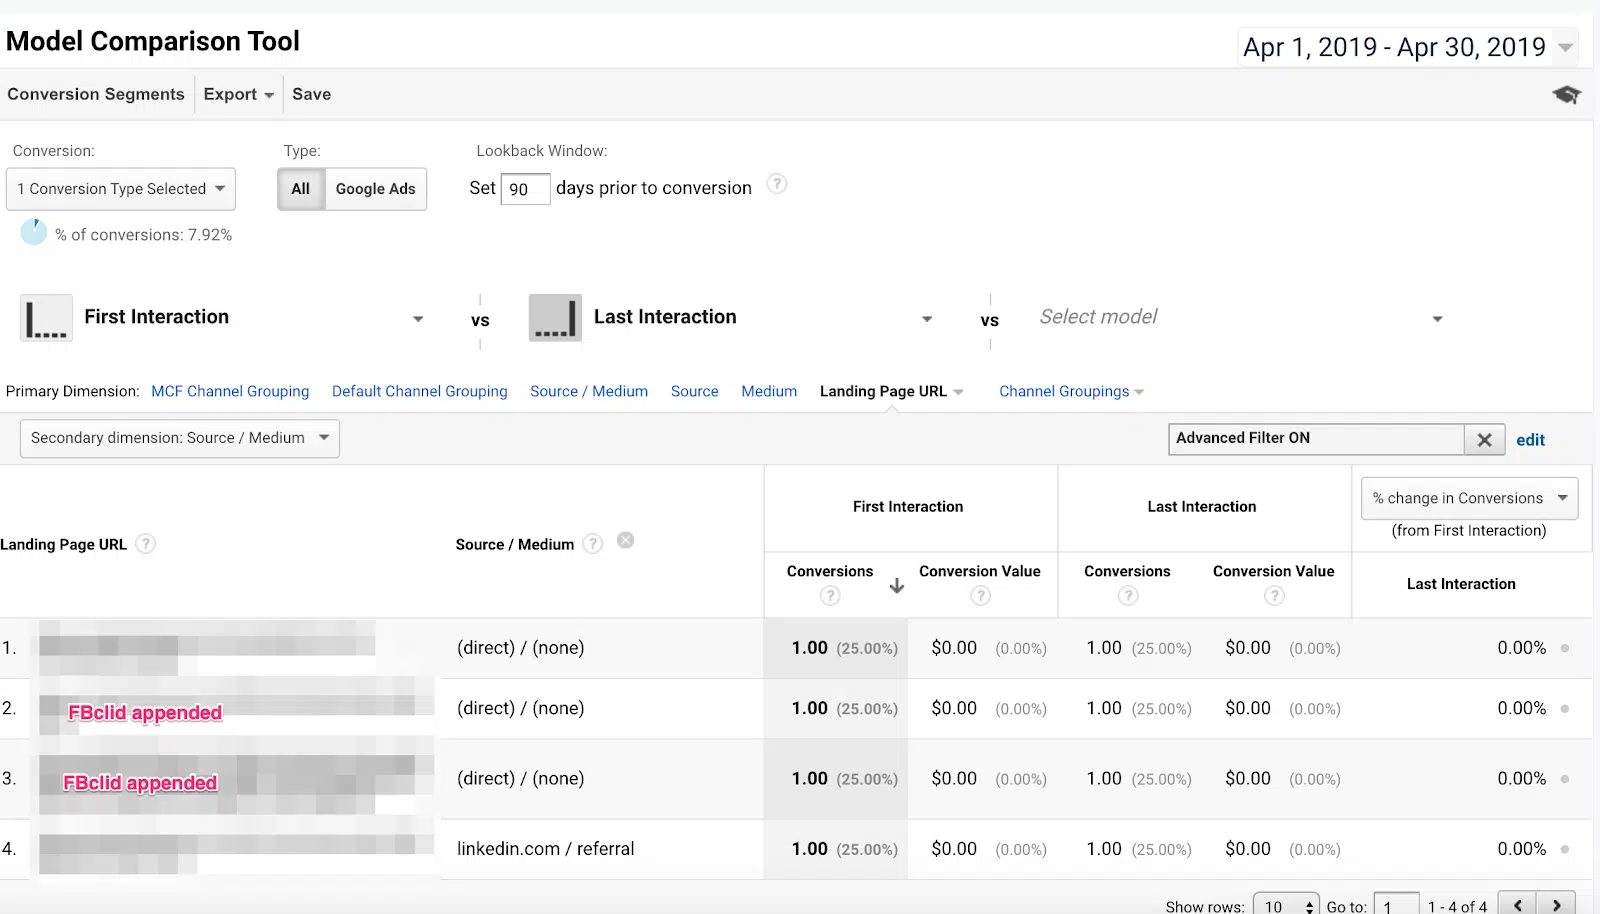 Model Comparison Tool
Apr 1, 2019 - Apr 30, 2019
Conversion Segments Export Save
Conversion: Type: Lookback Window:
1 Conversion Type Selected All Google Ads Set 90 days prior to conversion ?
% of conversions: 7.92%
First Interaction vs Last Interaction vs Select model
Primary Dimension: MCF Channel Grouping Default Channel Grouping Source / Medium Source Medium Landing Page URL Channel Groupings
Secondary dimension: Source / Medium Advanced Filter ON edit
First Interaction Last Interaction % change in Conversions
(from First Interaction)
Landing Page URL ? Source / Medium ?
Conversions ? Conversion Value ? Conversions ? Conversion Value ? Last Interaction
1. (direct) / (none) 1.00 (25.00%) $0.00 (0.00%) 1.00 (25.00%) $0.00 (0.00%) 0.00%
2. FBclid appended (direct) / (none) 1.00 (25.00%) $0.00 (0.00%) 1.00 (25.00%) $0.00 (0.00%) 0.00%
3. FBclid appended (direct) / (none) 1.00 (25.00%) $0.00 (0.00%) 1.00 (25.00%) $0.00 (0.00%) 0.00%
4. linkedin.com / referral 1.00 (25.00%) $0.00 (0.00%) 1.00 (25.00%) $0.00 (0.00%) 0.00%
Show rows: 10 Go to: 1 1 - 4 of 4